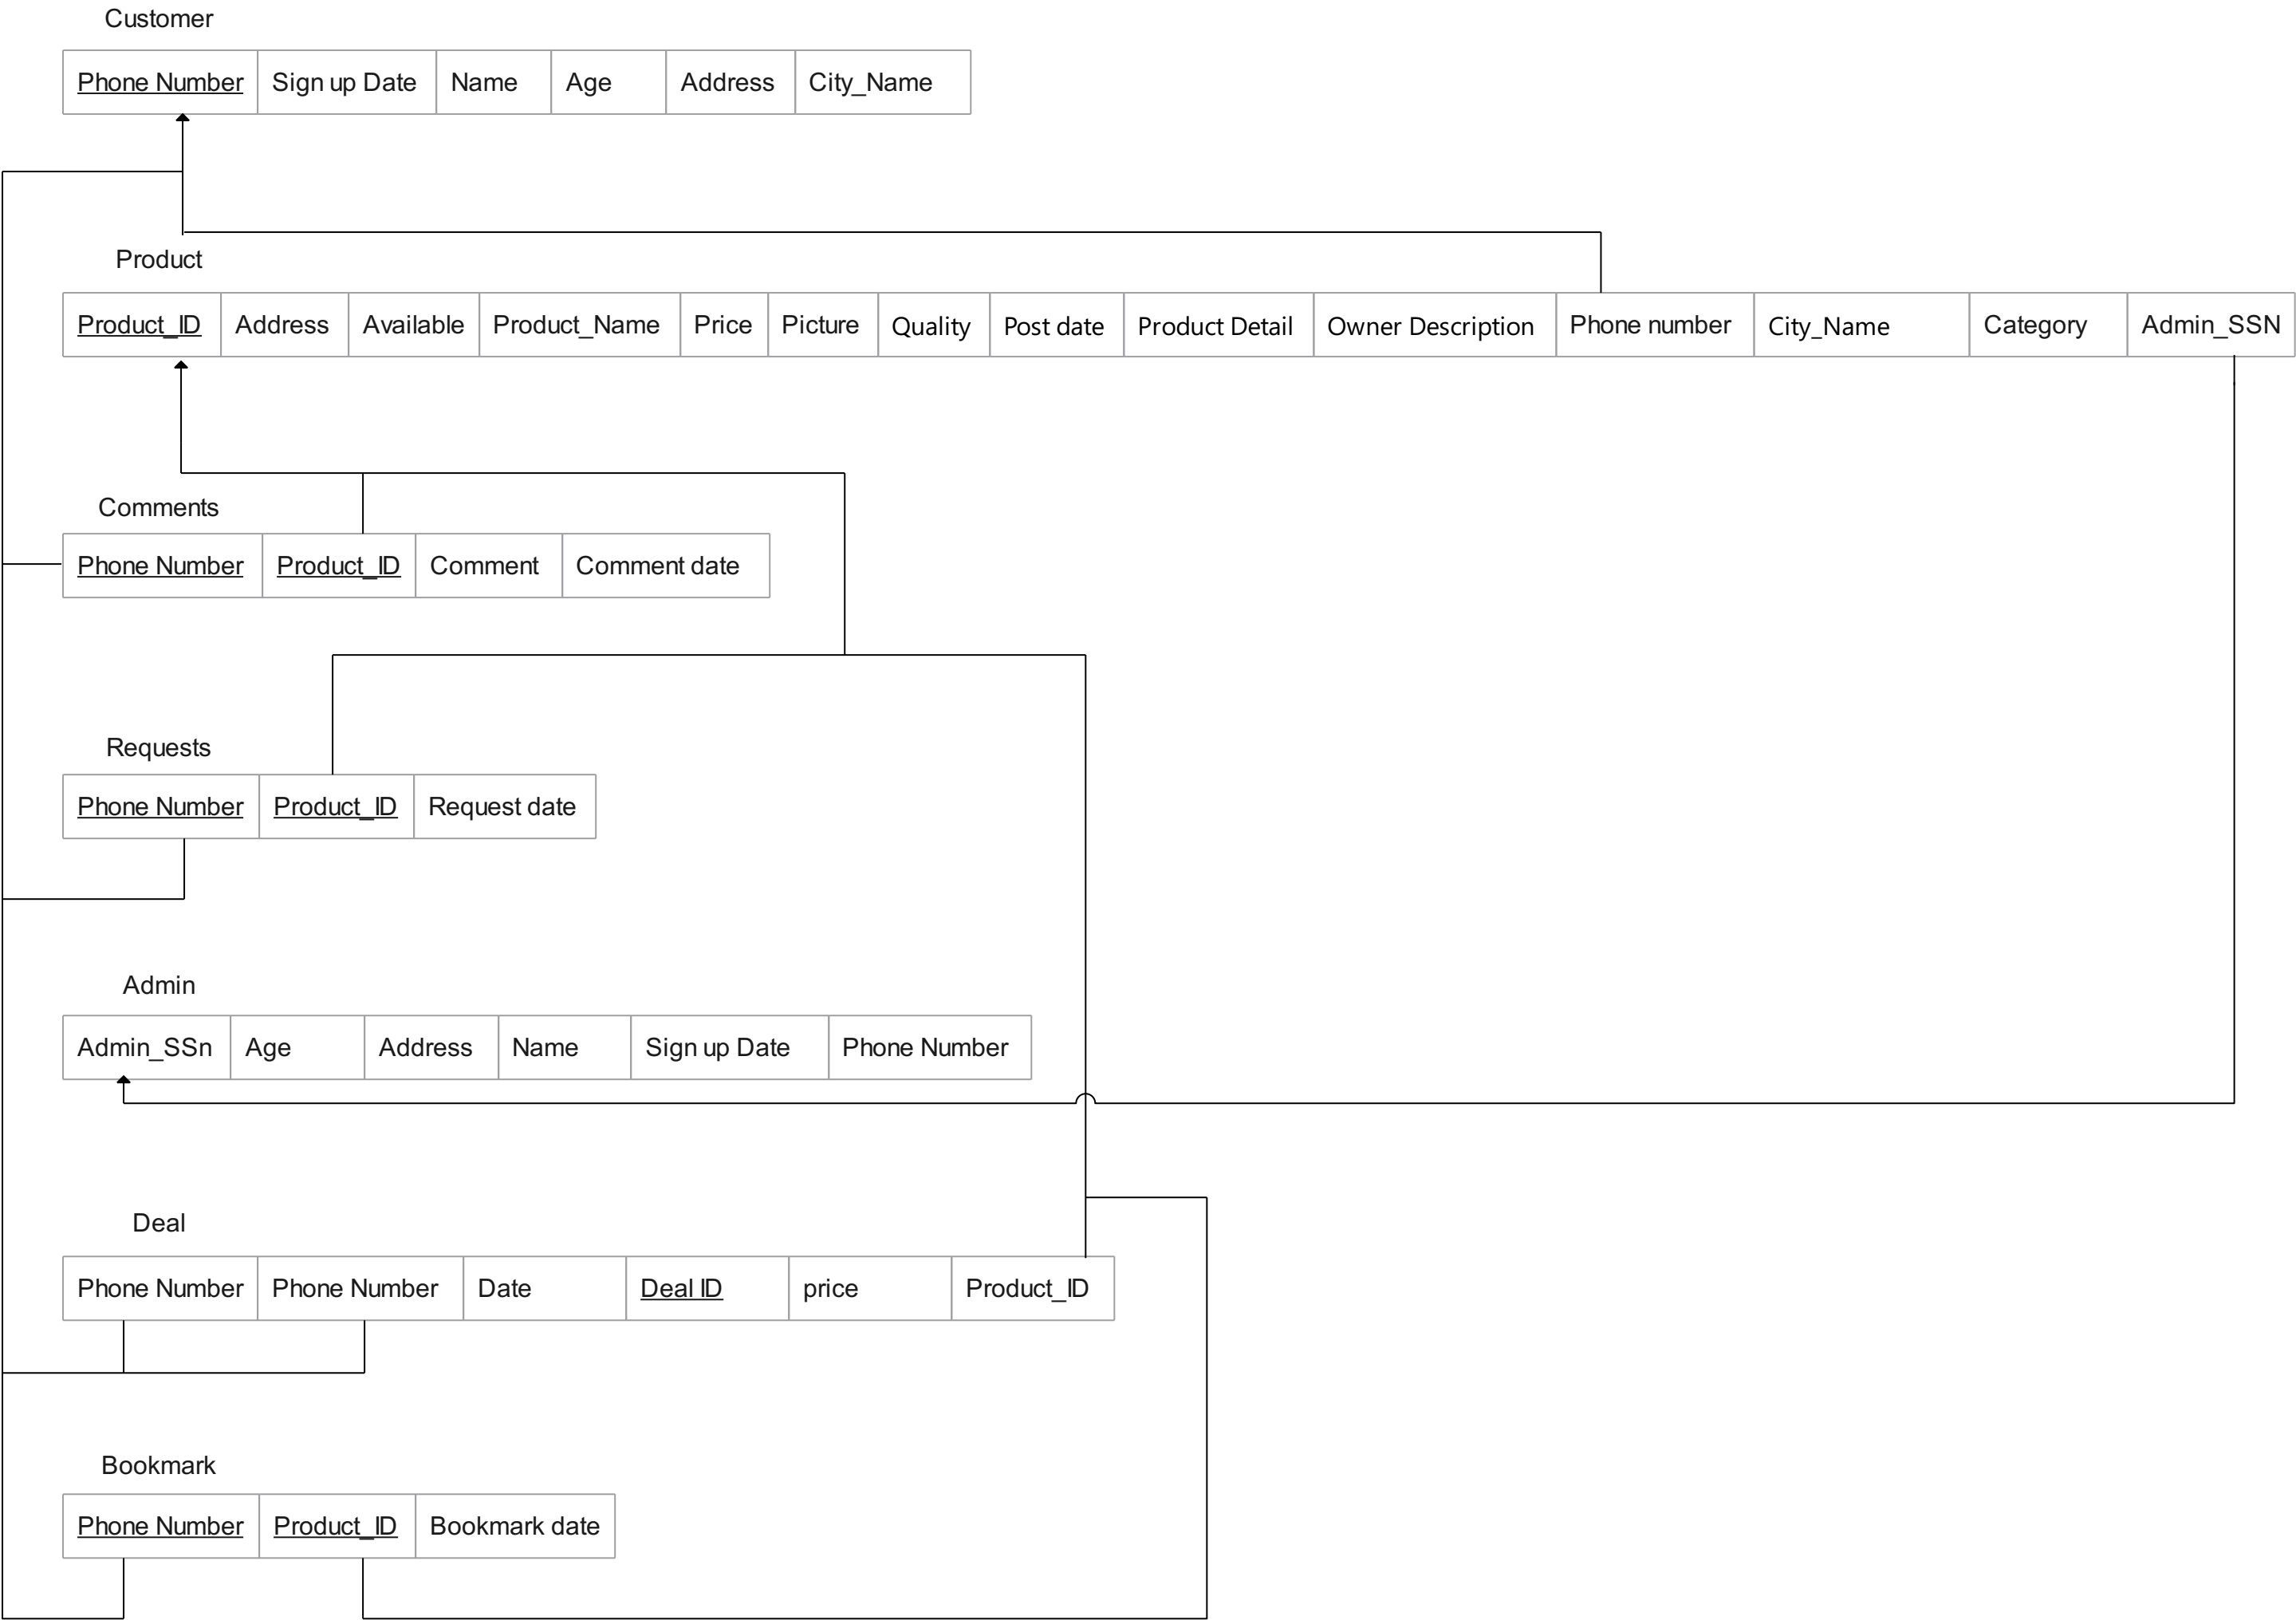 Customer
Phone Number Sign up Date Name Age Address City_Name
Product
Product_ID Address Available Product_Name Price Picture Quality Post date Product Detail Owner Description Phone number City_Name Category Admin_SSN
Comments
Phone Number Product_ID Comment Comment date
Requests
Phone Number Product_ID Request date
Admin
Admin_SSn Age Address Name Sign up Date Phone Number
Deal
Phone Number Phone Number Date Deal ID price Product_ID
Bookmark
Phone Number Product_ID Bookmark date